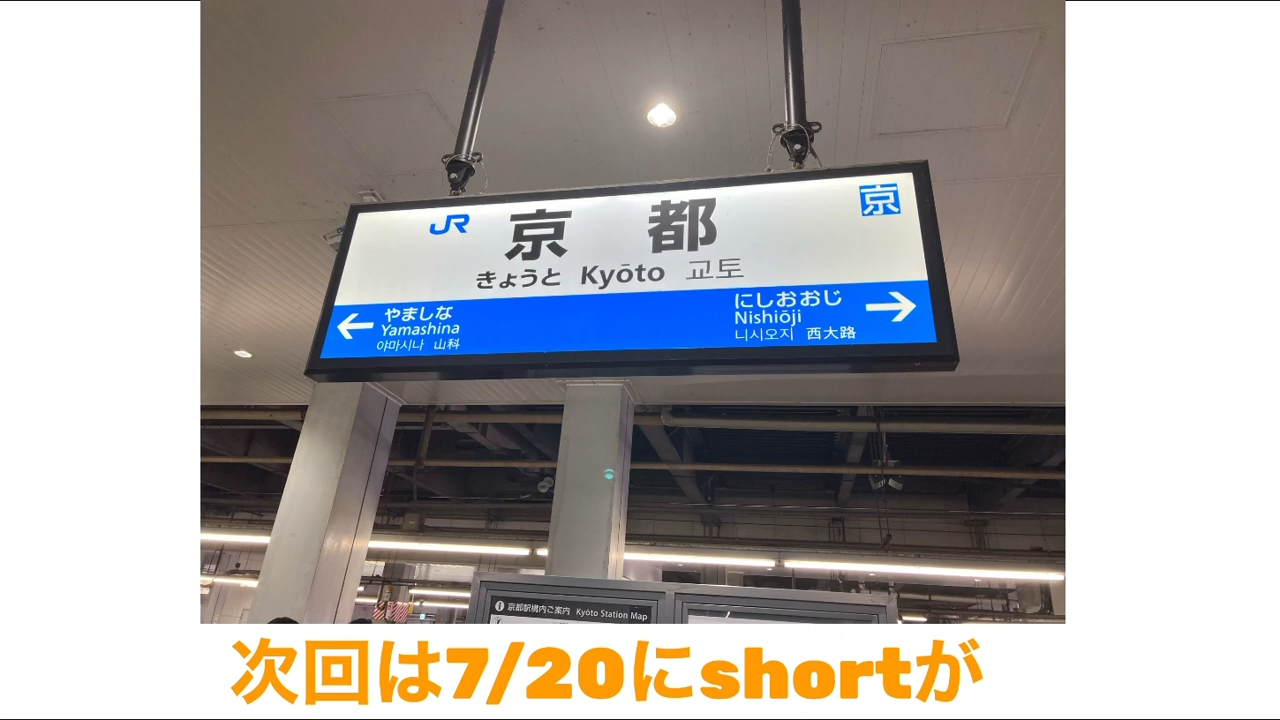 JR 京都 京
きょうと Kyōto 교토
← やましな
Yamashina
야마시나 山科
にしおおじ →
Nishiōji
니시오지 西大路
京都駅構内ご案内 Kyōto Station Map
次回は7/20にshortが